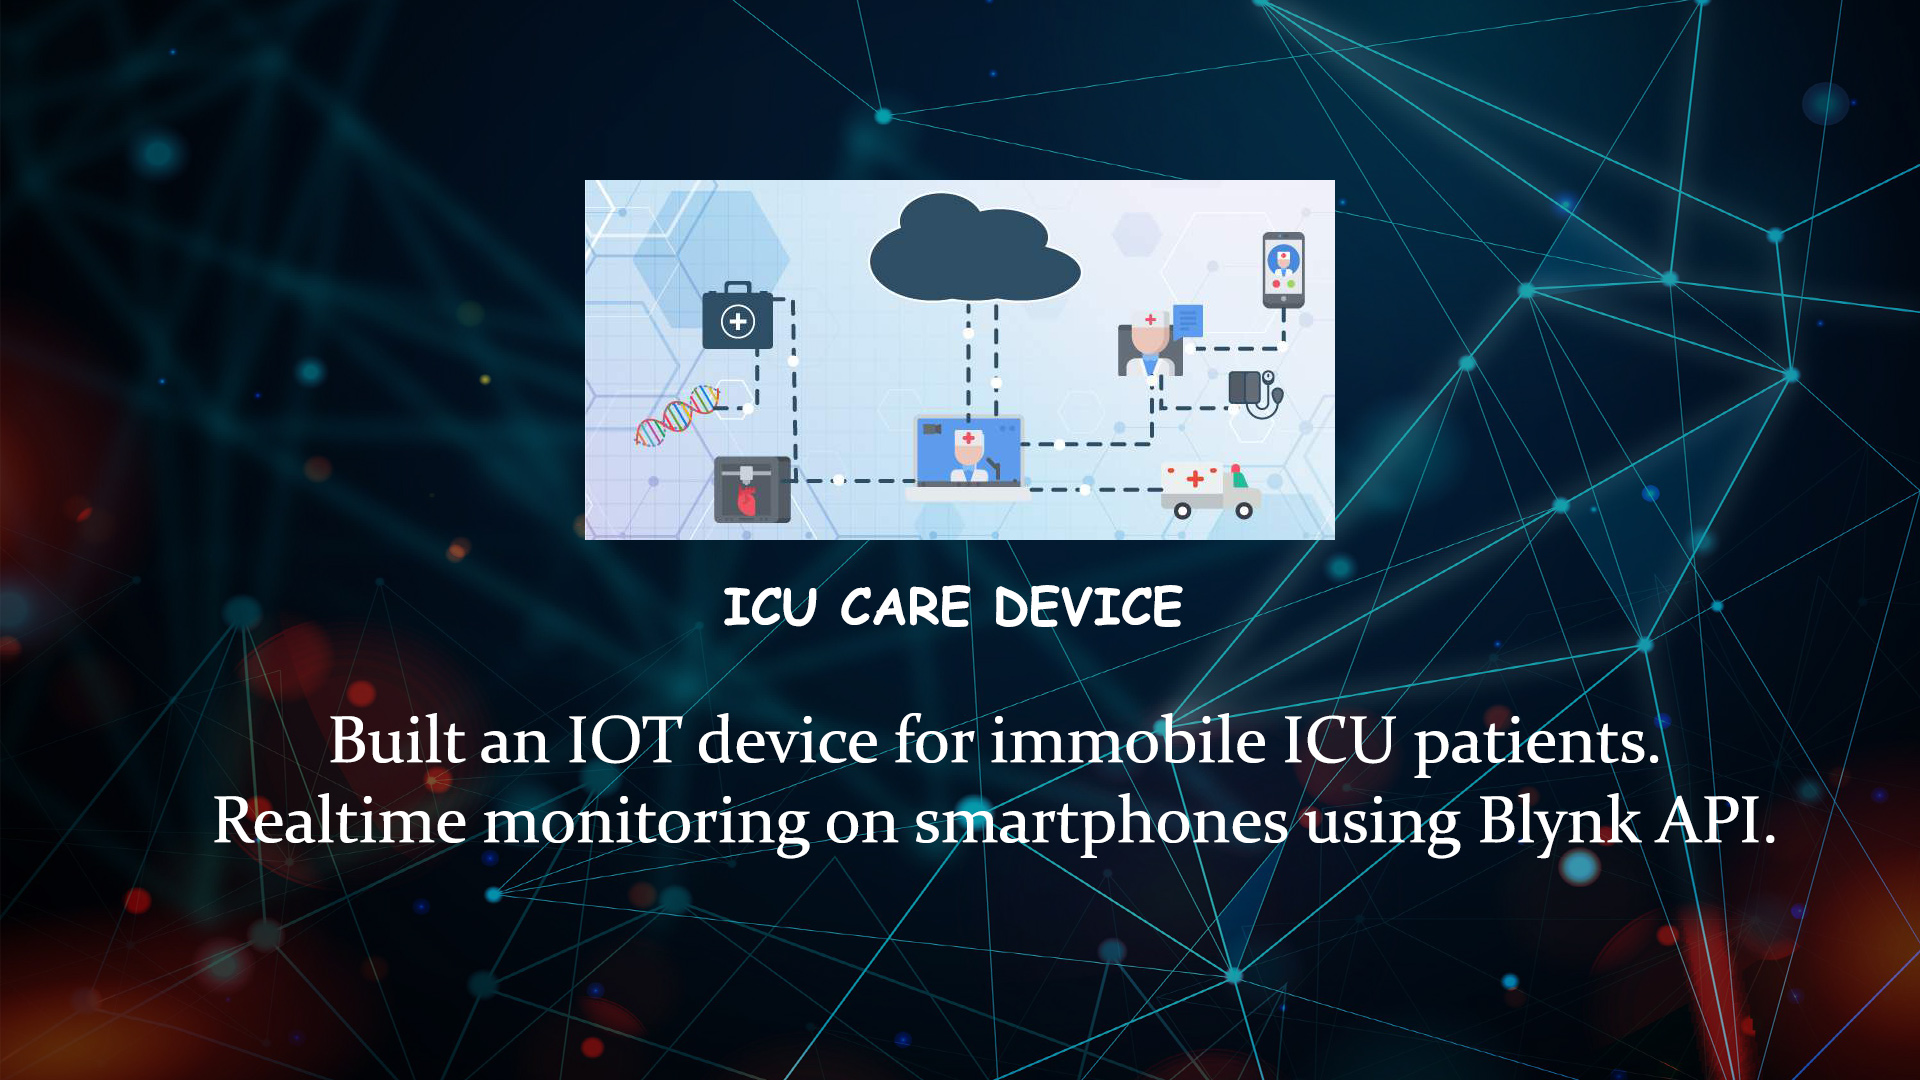 ICU CARE DEVICE
Built an IOT device for immobile ICU patients.
Realtime monitoring on smartphones using Blynk API.